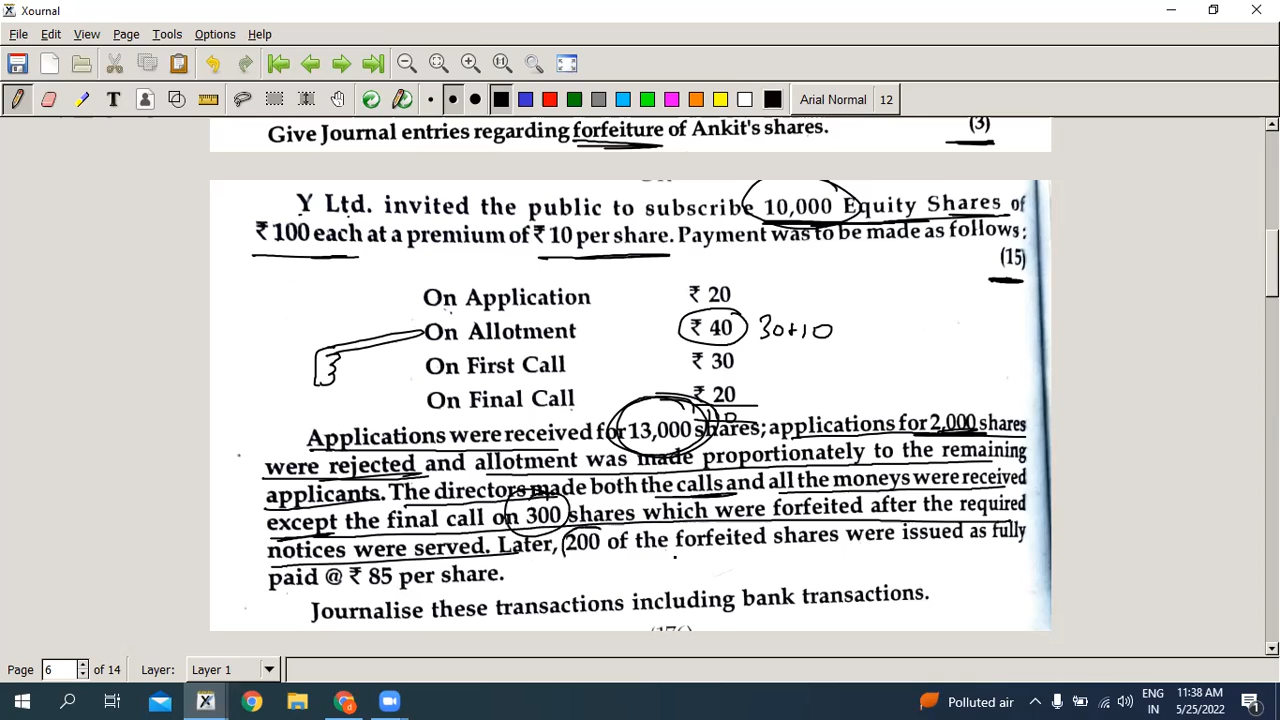 Xournal
File Edit View Page Tools Options Help
Arial Normal 12
Give Journal entries regarding forfeiture of Ankit's shares. (3)
Y Ltd. invited the public to subscribe 10,000 Equity Shares of
₹100 each at a premium of ₹ 10 per share. Payment was to be made as follows:
(15)
On Application ₹ 20
On Allotment ₹ 40 30+10
On First Call ₹ 30
On Final Call ₹ 20
110
Applications were received for 13,000 shares; applications for 2,000 shares
were rejected and allotment was made proportionately to the remaining
applicants. The directors made both the calls and all the moneys were received
except the final call on 300 shares which were forfeited after the required
notices were served. Later, 200 of the forfeited shares were issued as fully
paid @ ₹ 85 per share.
Journalise these transactions including bank transactions.
Page 6 of 14 Layer: Layer 1
Polluted air
ENG
IN
11:38 AM
5/25/2022
1